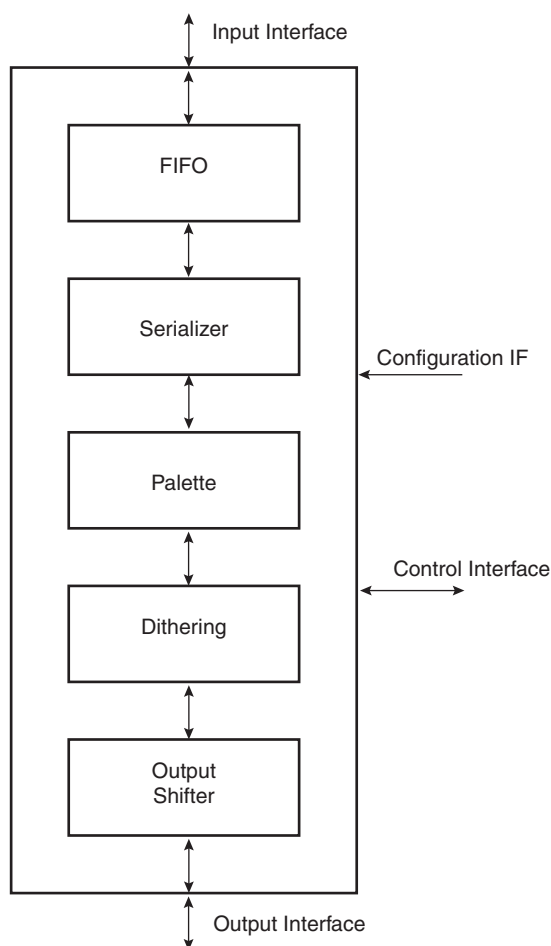 Input Interface
FIFO
Serializer
Configuration IF
Palette
Control Interface
Dithering
Output
Shifter
Output Interface